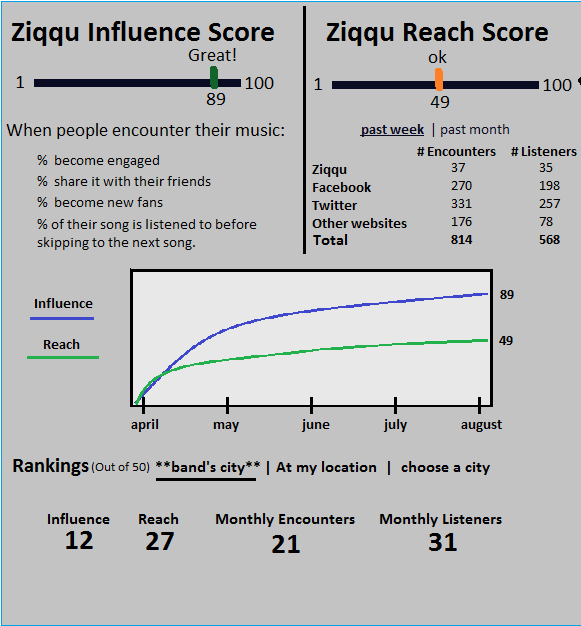 Ziqqu Influence Score
Great!
1
100
89
When people encounter their music:
% become engaged
% share it with their friends
% become new fans
% of their song is listened to before
skipping to the next song.
Ziqqu Reach Score
ok
1
100
49
past week | past month
# Encounters # Listeners
Ziqqu 37 35
Facebook 270 198
Twitter 331 257
Other websites 176 78
Total 814 568
Influence
Reach
89
49
april may june july august
Rankings (Out of 50) **band's city** | At my location | choose a city
Influence Reach Monthly Encounters Monthly Listeners
12 27 21 31